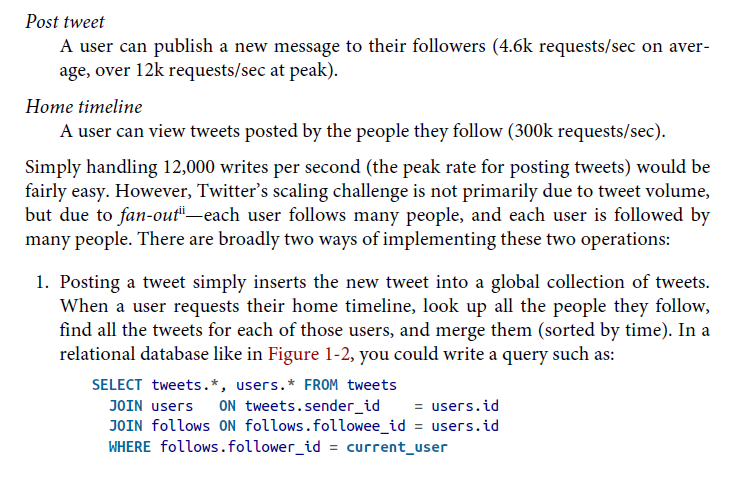 Post tweet
A user can publish a new message to their followers (4.6k requests/sec on aver-
age, over 12k requests/sec at peak).
Home timeline
A user can view tweets posted by the people they follow (300k requests/sec).
Simply handling 12,000 writes per second (the peak rate for posting tweets) would be
fairly easy. However, Twitter’s scaling challenge is not primarily due to tweet volume,
but due to fan-outii—each user follows many people, and each user is followed by
many people. There are broadly two ways of implementing these two operations:
1. Posting a tweet simply inserts the new tweet into a global collection of tweets.
When a user requests their home timeline, look up all the people they follow,
find all the tweets for each of those users, and merge them (sorted by time). In a
relational database like in Figure 1-2, you could write a query such as:
SELECT tweets.*, users.* FROM tweets
JOIN users   ON tweets.sender_id    = users.id
JOIN follows ON follows.followee_id = users.id
WHERE follows.follower_id = current_user